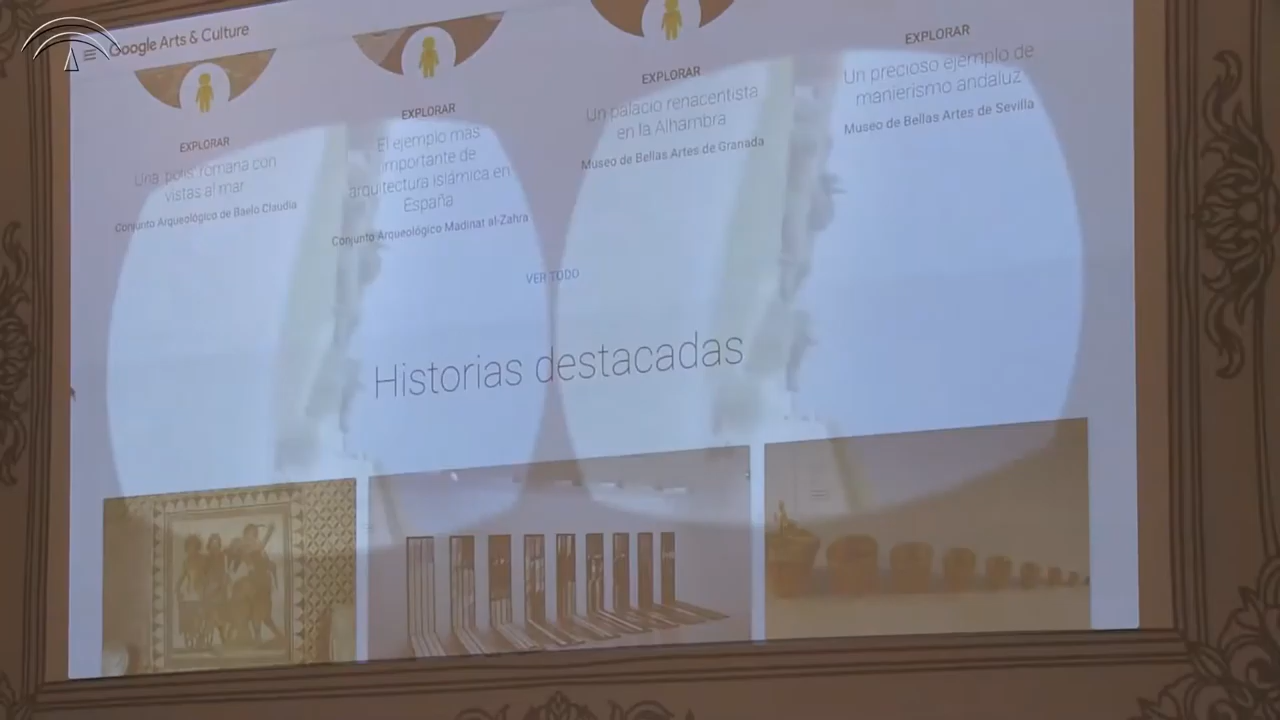 Google Arts & Culture
EXPLORAR
Una 'polis' romana con
vistas al mar
Conjunto Arqueológico de Baelo Claudia
EXPLORAR
El ejemplo más
importante de
arquitectura islámica en
España
Conjunto Arqueológico Madinat al-Zahra
EXPLORAR
Un palacio renacentista
en la Alhambra
Museo de Bellas Artes de Granada
EXPLORAR
Un precioso ejemplo de
manierismo andaluz
Museo de Bellas Artes de Sevilla
VER TODO
Historias destacadas